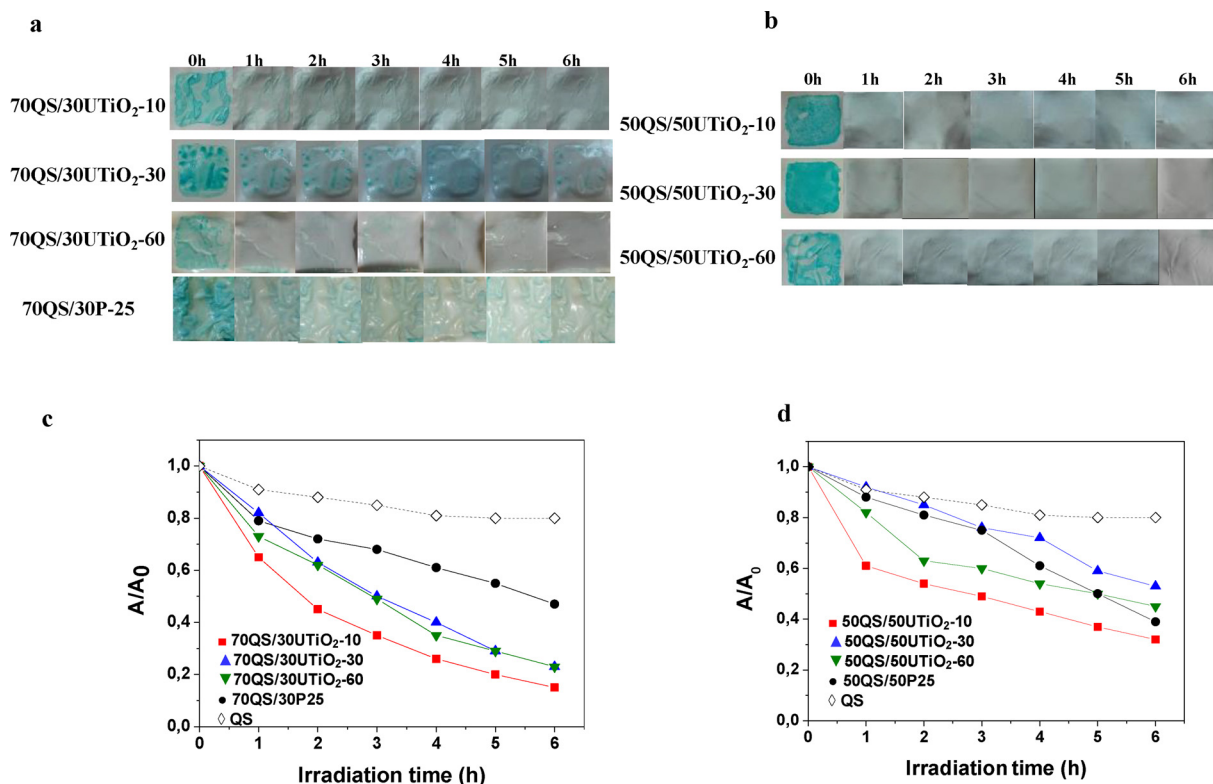 a
0h 1h 2h 3h 4h 5h 6h
70QS/30UTiO₂-10
70QS/30UTiO₂-30
70QS/30UTiO₂-60
70QS/30P-25
b
0h 1h 2h 3h 4h 5h 6h
50QS/50UTiO₂-10
50QS/50UTiO₂-30
50QS/50UTiO₂-60
c
1,0
0,8
0,6
0,4
0,2
0,0
A/A₀
70QS/30UTiO₂-10
70QS/30UTiO₂-30
70QS/30UTiO₂-60
70QS/30P25
QS
0 1 2 3 4 5 6
Irradiation time (h)
d
1,0
0,8
0,6
0,4
0,2
0,0
A/A₀
50QS/50UTiO₂-10
50QS/50UTiO₂-30
50QS/50UTiO₂-60
50QS/50P25
QS
0 1 2 3 4 5 6
Irradiation time (h)